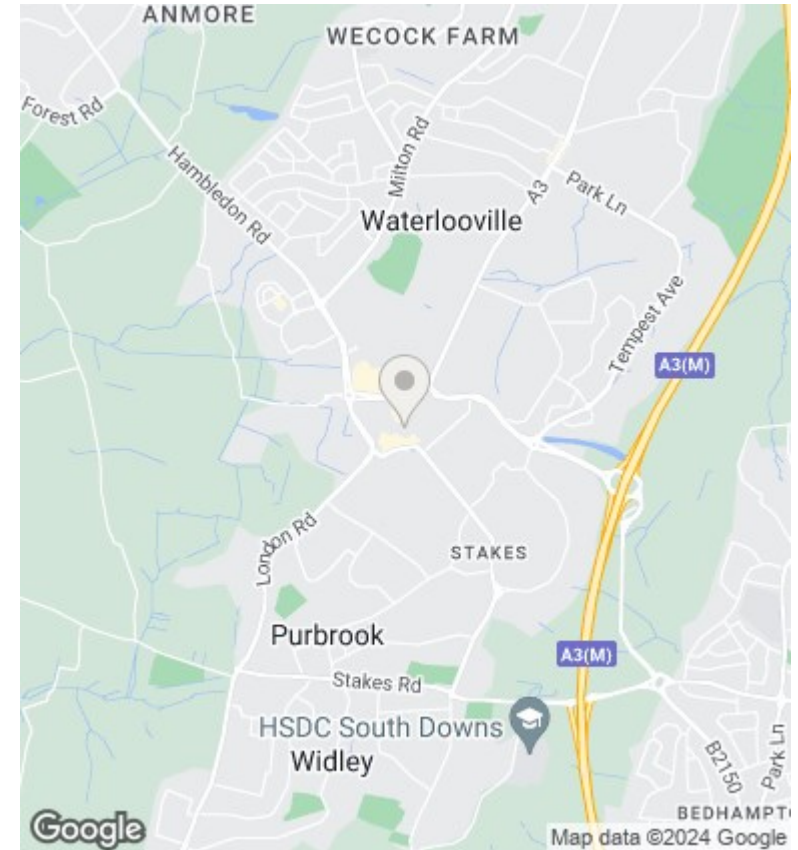 ANMORE
WECOCK FARM
Forest Rd
Hambledon Rd
Milton Rd
A3
Park Ln
Waterlooville
Tempest Ave
A3(M)
London Rd
STAKES
Purbrook
A3(M)
Stakes Rd
HSDC South Downs
Widley
B2150
Park Ln
BEDHAMPT
Google
Map data ©2024 Google